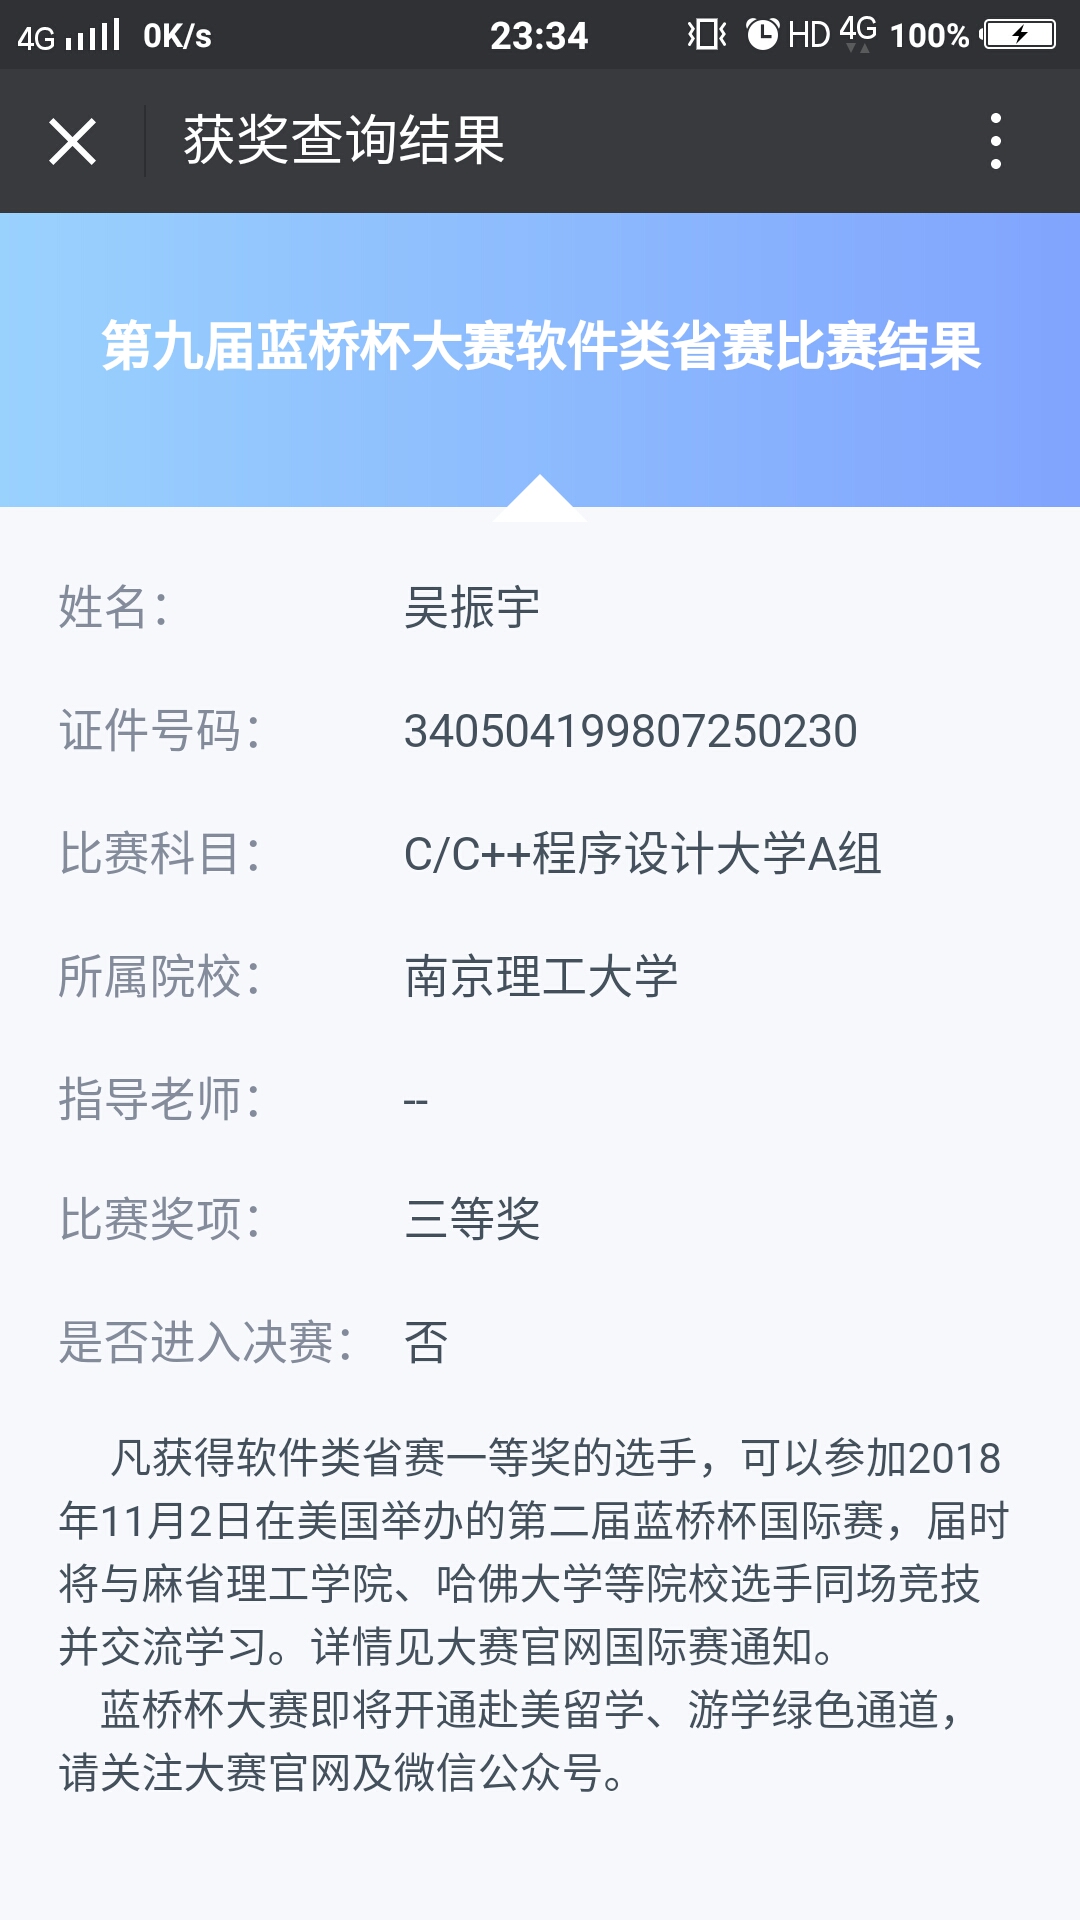 4G 0K/s 23:34 HD 4G 100%
获奖查询结果
第九届蓝桥杯大赛软件类省赛比赛结果
姓名： 吴振宇
证件号码： 340504199807250230
比赛科目： C/C++程序设计大学A组
所属院校： 南京理工大学
指导老师： --
比赛奖项： 三等奖
是否进入决赛： 否
凡获得软件类省赛一等奖的选手，可以参加2018
年11月2日在美国举办的第二届蓝桥杯国际赛，届时
将与麻省理工学院、哈佛大学等院校选手同场竞技
并交流学习。详情见大赛官网国际赛通知。
蓝桥杯大赛即将开通赴美留学、游学绿色通道，
请关注大赛官网及微信公众号。